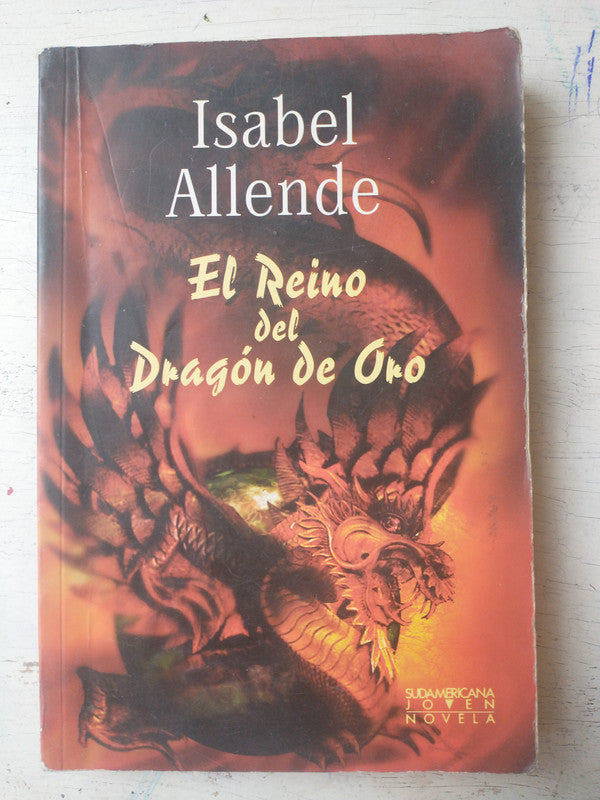 Isabel
Allende
El Reino
del
Dragón de Oro
SUDAMERICANA
JOVEN
NOVELA